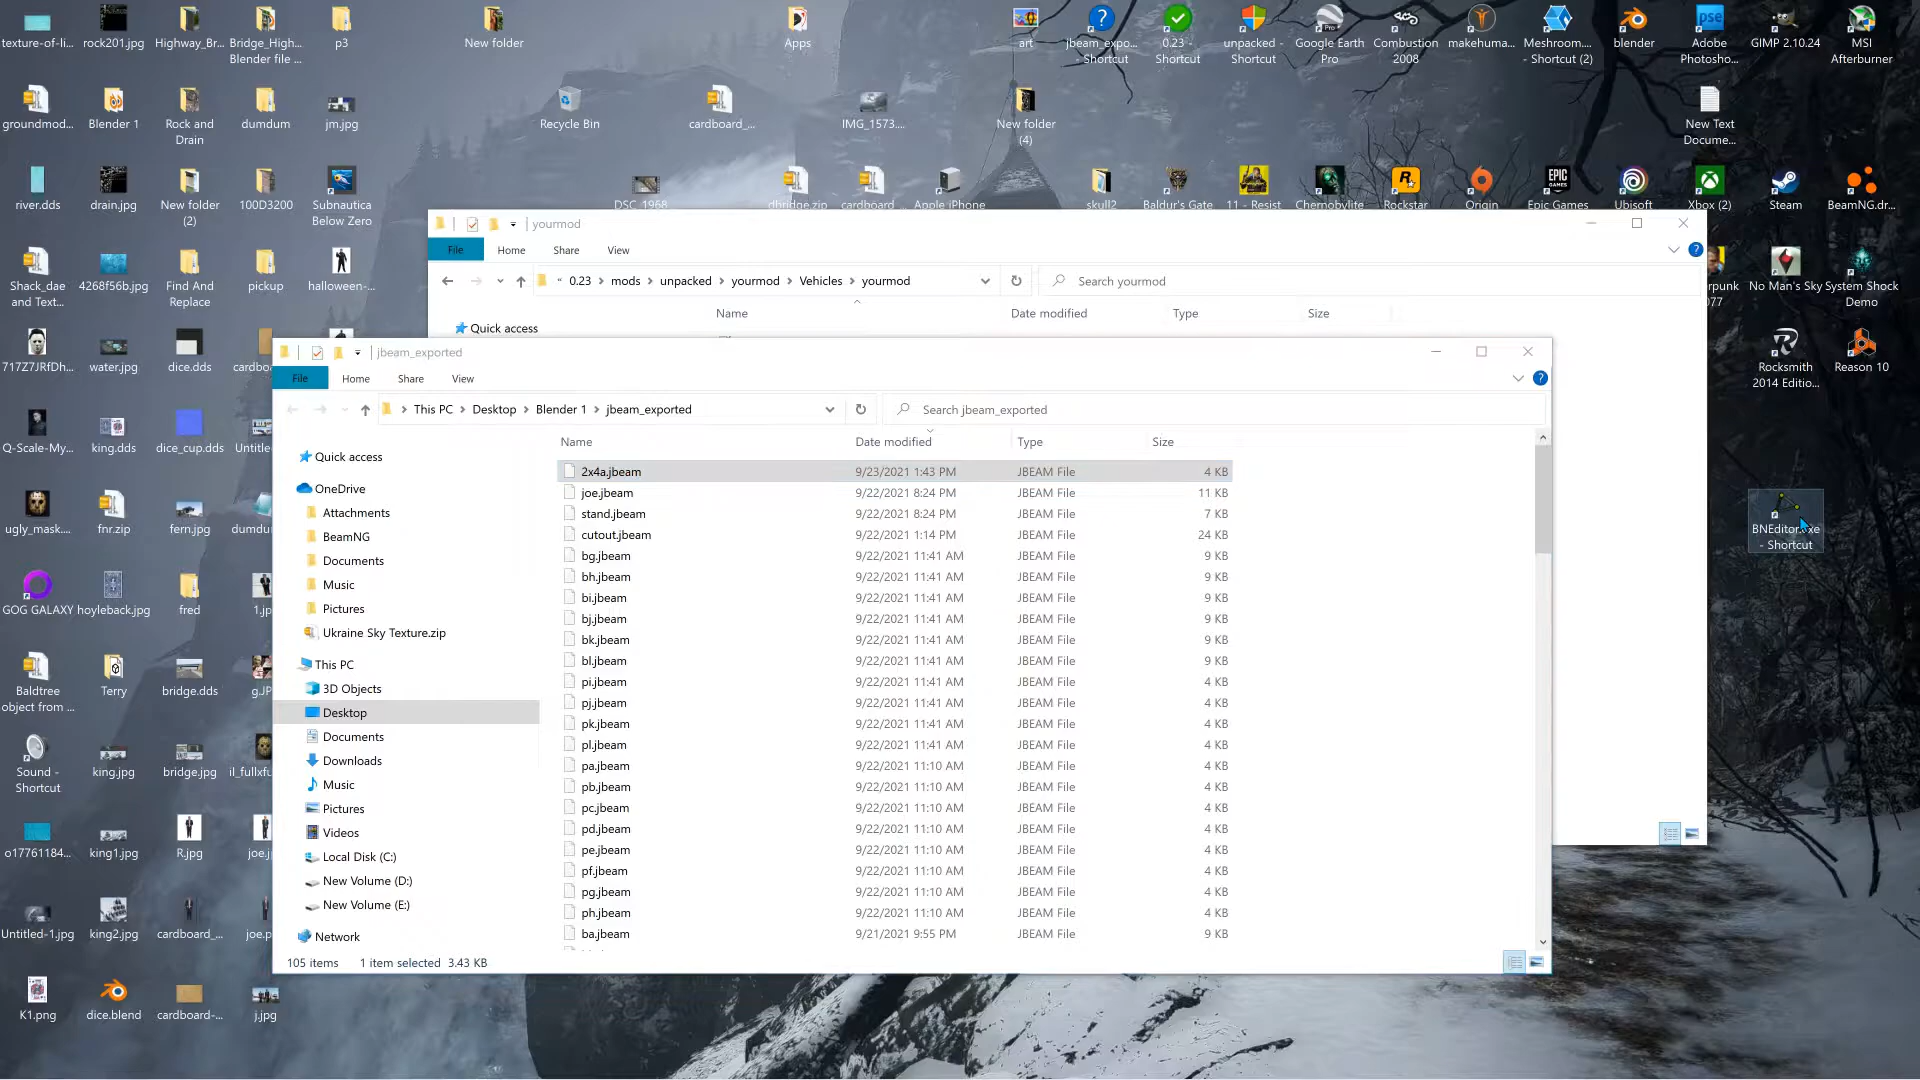 texture-of-li...
rock201.jpg
Highway_Br...
Bridge_High...
Blender file ...
p3
New folder
Apps
art
jbeam_expo...
- Shortcut
0.23 -
Shortcut
unpacked -
Shortcut
Google Earth
Pro
Combustion
2008
makehuma...
Meshroom....
- Shortcut (2)
blender
Adobe
Photosho...
GIMP 2.10.24
MSI
Afterburner
groundmod...
Blender 1
Rock and
Drain
dumdum
jm.jpg
Recycle Bin
cardboard_...
IMG_1573....
New folder
(4)
New Text
Docume...
river.dds
drain.jpg
New folder
(2)
100D3200
Subnautica
Below Zero
DSC_1968
dbridge.zip
cardboard
Apple iPhone
skull2
Baldur's Gate
11 - Resist
Chernobylite
Rockstar
Origin
Epic Games
Ubisoft
Xbox (2)
Steam
BeamNG.dr...
yourmod
File
Home
Share
View
0.23 > mods > unpacked > yourmod > Vehicles > yourmod
Search yourmod
Name
Date modified
Type
Size
Quick access
Shack_dae
and Text...
4268f56b.jpg
Find And
Replace
pickup
halloween-...
rpunk
077
No Man's Sky
System Shock
Demo
717Z7JRfDh...
water.jpg
dice.dds
cardbo
Rocksmith
2014 Editio...
Reason 10
Q-Scale-My...
king.dds
dice_cup.dds
Untitle
ugly_mask....
fnr.zip
fern.jpg
dumdu
BNEditor.exe
- Shortcut
GOG GALAXY
hoyleback.jpg
fred
1.jp
Baldtree
object from ...
Terry
bridge.dds
g.JP
Sound -
Shortcut
king.jpg
bridge.jpg
il_fullxfu
o17761184...
king1.jpg
R.jpg
joe.j
Untitled-1.jpg
king2.jpg
cardboard_...
joe.p
K1.png
dice.blend
cardboard-...
j.jpg
jbeam_exported
File
Home
Share
View
> This PC > Desktop > Blender 1 > jbeam_exported
Search jbeam_exported
Quick access
OneDrive
Attachments
BeamNG
Documents
Music
Pictures
Ukraine Sky Texture.zip
This PC
3D Objects
Desktop
Documents
Downloads
Music
Pictures
Videos
Local Disk (C:)
New Volume (D:)
New Volume (E:)
Network
Name Date modified Type Size
2x4a.jbeam 9/23/2021 1:43 PM JBEAM File 4 KB
joe.jbeam 9/22/2021 8:24 PM JBEAM File 11 KB
stand.jbeam 9/22/2021 8:24 PM JBEAM File 7 KB
cutout.jbeam 9/22/2021 1:14 PM JBEAM File 24 KB
bg.jbeam 9/22/2021 11:41 AM JBEAM File 9 KB
bh.jbeam 9/22/2021 11:41 AM JBEAM File 9 KB
bi.jbeam 9/22/2021 11:41 AM JBEAM File 9 KB
bj.jbeam 9/22/2021 11:41 AM JBEAM File 9 KB
bk.jbeam 9/22/2021 11:41 AM JBEAM File 9 KB
bl.jbeam 9/22/2021 11:41 AM JBEAM File 9 KB
pi.jbeam 9/22/2021 11:41 AM JBEAM File 4 KB
pj.jbeam 9/22/2021 11:41 AM JBEAM File 4 KB
pk.jbeam 9/22/2021 11:41 AM JBEAM File 4 KB
pl.jbeam 9/22/2021 11:41 AM JBEAM File 4 KB
pa.jbeam 9/22/2021 11:10 AM JBEAM File 4 KB
pb.jbeam 9/22/2021 11:10 AM JBEAM File 4 KB
pc.jbeam 9/22/2021 11:10 AM JBEAM File 4 KB
pd.jbeam 9/22/2021 11:10 AM JBEAM File 4 KB
pe.jbeam 9/22/2021 11:10 AM JBEAM File 4 KB
pf.jbeam 9/22/2021 11:10 AM JBEAM File 4 KB
pg.jbeam 9/22/2021 11:10 AM JBEAM File 4 KB
ph.jbeam 9/22/2021 11:10 AM JBEAM File 4 KB
ba.jbeam 9/21/2021 9:55 PM JBEAM File 9 KB
105 items 1 item selected 3.43 KB